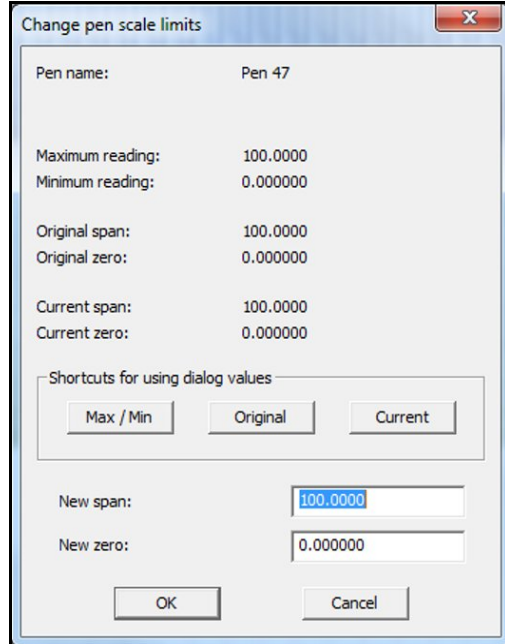 Change pen scale limits
Pen name: Pen 47
Maximum reading: 100.0000
Minimum reading: 0.000000
Original span: 100.0000
Original zero: 0.000000
Current span: 100.0000
Current zero: 0.000000
Shortcuts for using dialog values
Max / Min Original Current
New span: 100.0000
New zero: 0.000000
OK Cancel